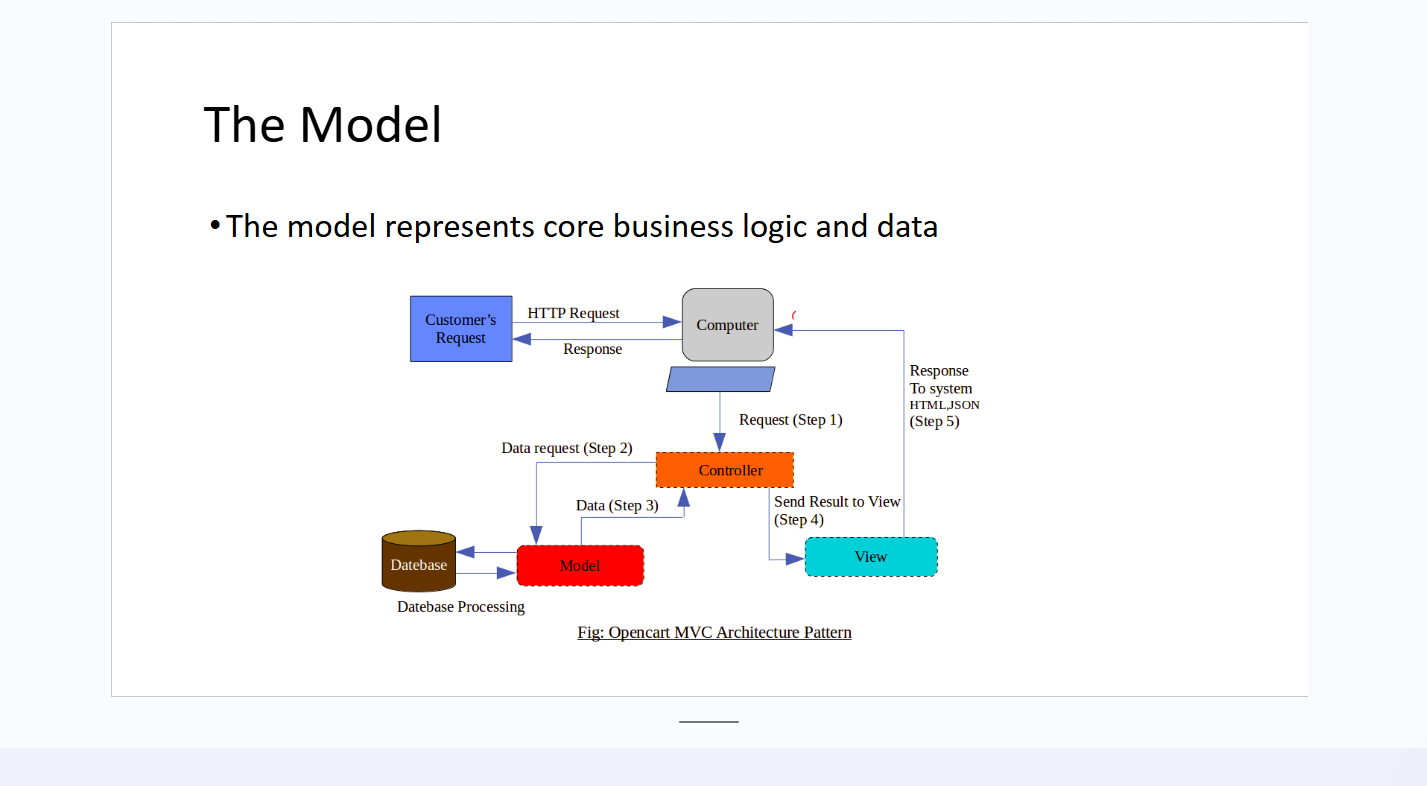 The Model
• The model represents core business logic and data
Customer's
Request
HTTP Request
Response
Computer
Response
To system
HTML,JSON
(Step 5)
Request (Step 1)
Data request (Step 2)
Controller
Data (Step 3)
Send Result to View
(Step 4)
Datebase
Model
View
Datebase Processing
Fig: Opencart MVC Architecture Pattern